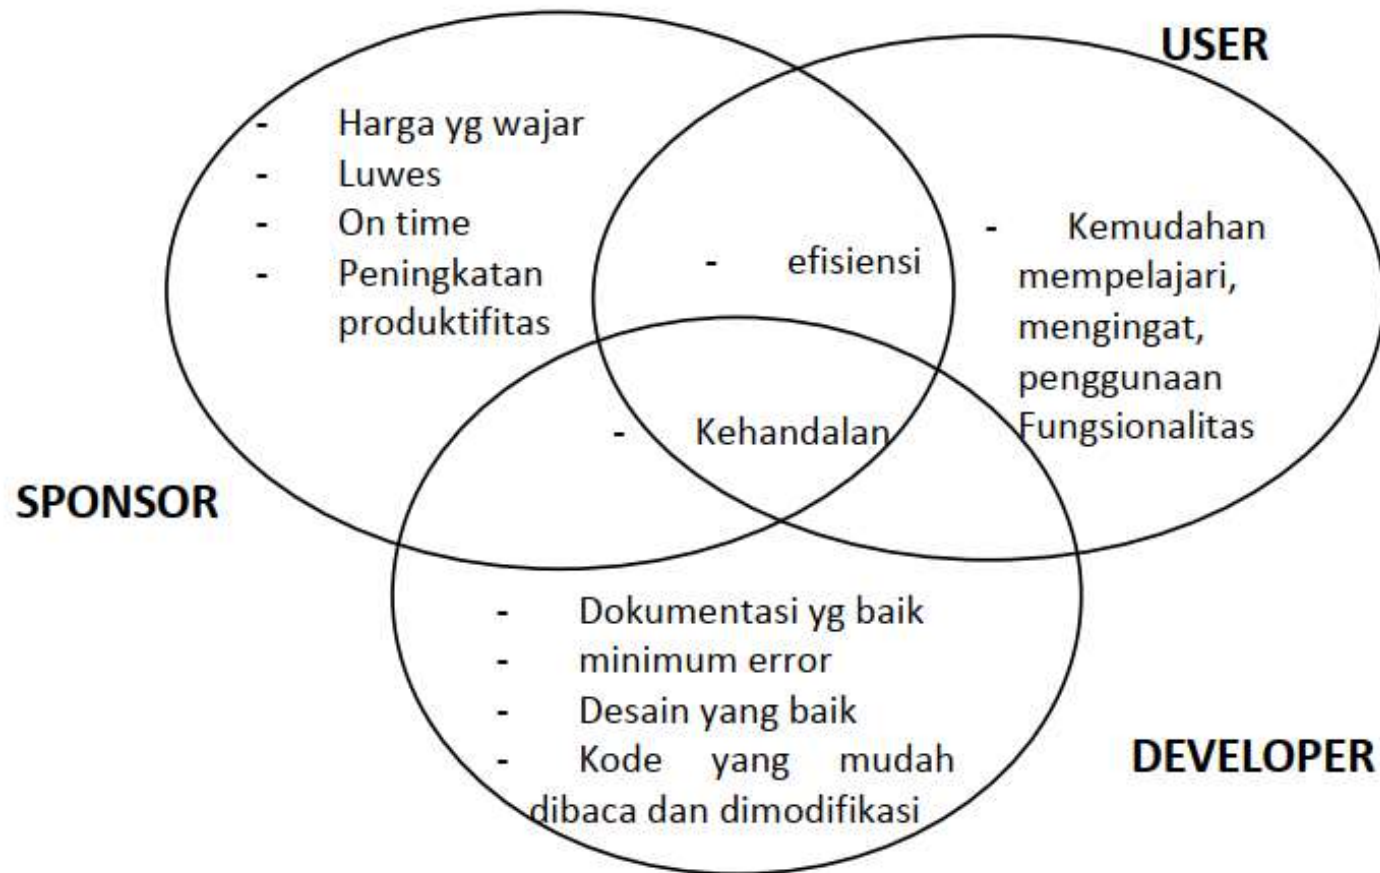 USER
- Harga yg wajar
- Luwes
- On time
- Peningkatan
produktifitas
- efisiensi
- Kemudahan
mempelajari,
mengingat,
penggunaan
Fungsionalitas
- Kehandalan
SPONSOR
- Dokumentasi yg baik
- minimum error
- Desain yang baik
- Kode yang mudah
dibaca dan dimodifikasi
DEVELOPER